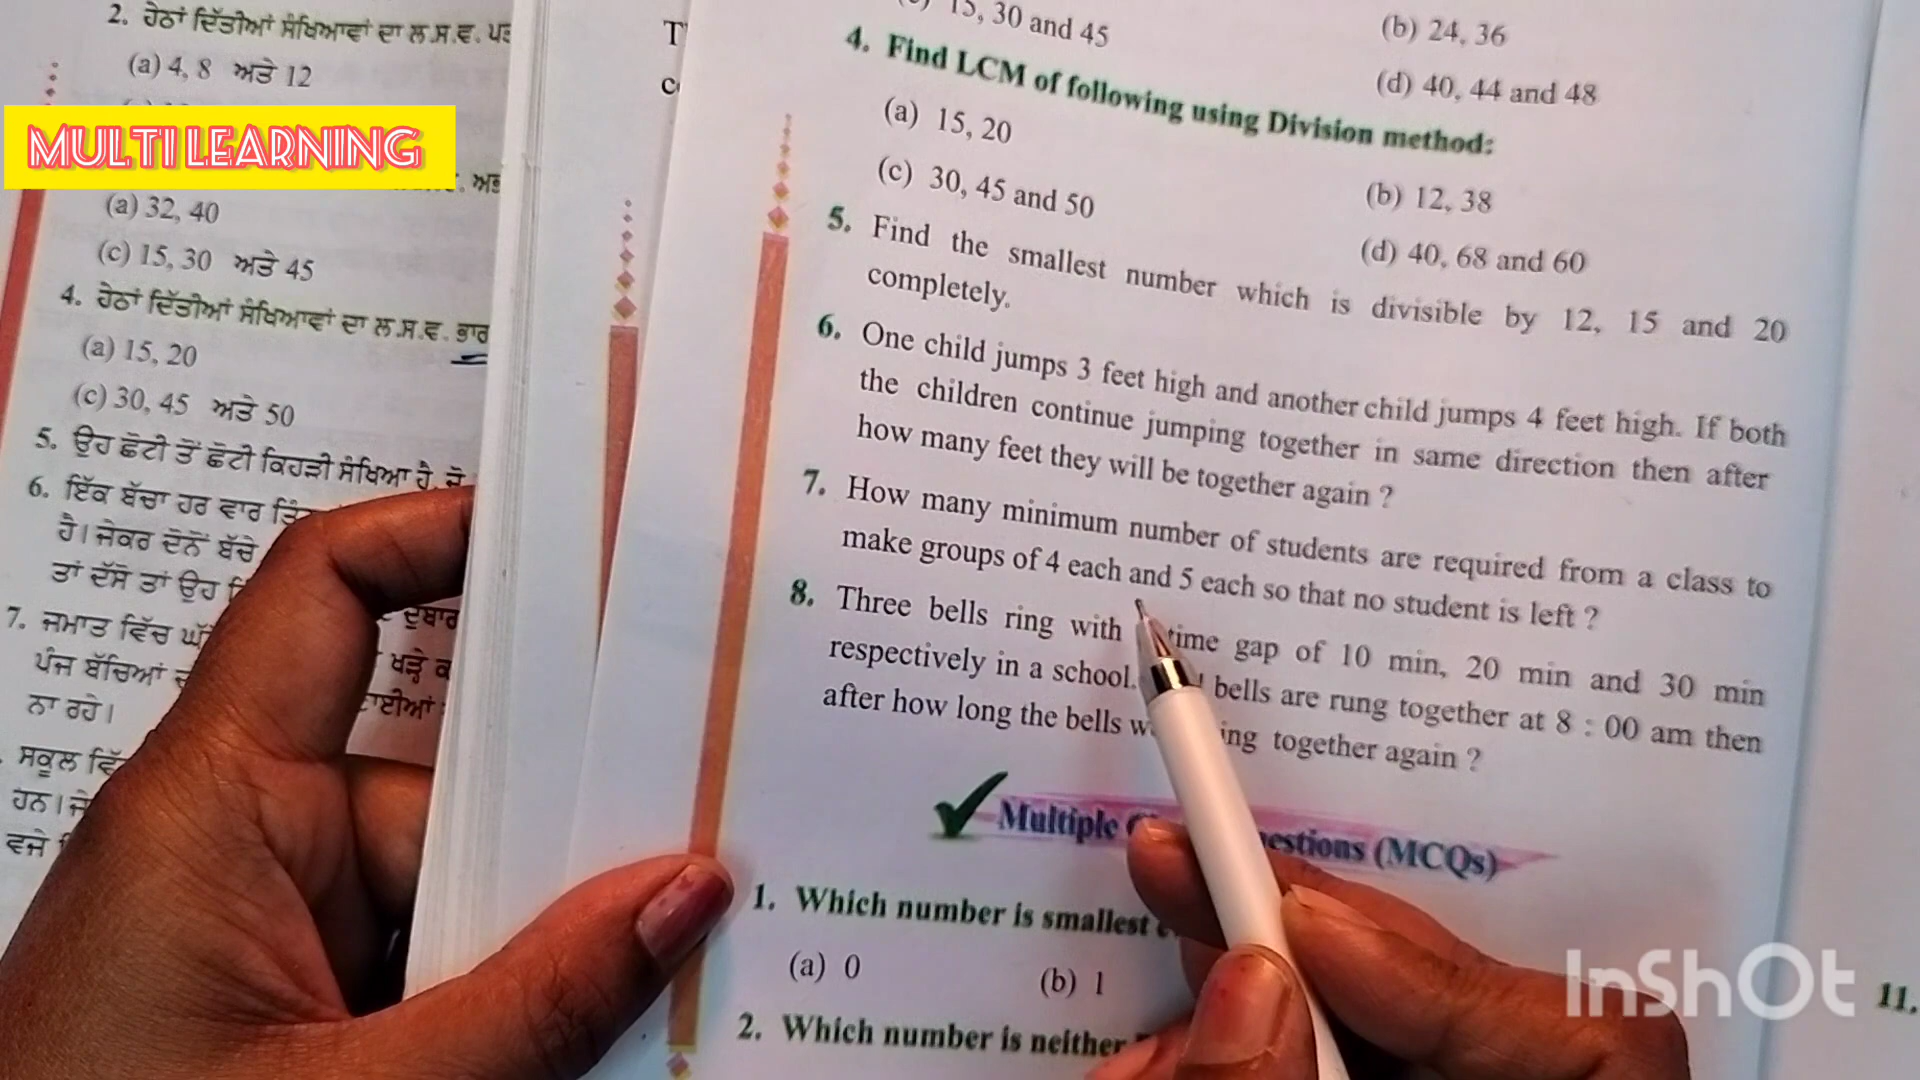 2. ਹੇਠਾਂ ਦਿੱਤੀਆਂ ਸੰਖਿਆਵਾਂ ਦਾ ਲ.ਸ.ਵ.
(a) 4, 8 ਅਤੇ 12
MULTI LEARNING
(a) 32, 40
(c) 15, 30 ਅਤੇ 45
4. ਹੇਠਾਂ ਦਿੱਤੀਆਂ ਸੰਖਿਆਵਾਂ ਦਾ ਲ.ਸ.ਵ.
(a) 15, 20
(c) 30, 45 ਅਤੇ 50
5. ਉਹ ਛੋਟੀ ਤੋਂ ਛੋਟੀ ਕਿਹੜੀ ਸੰਖਿਆ ਹੈ, ਜੋ
6. ਇੱਕ ਬੱਚਾ ਹਰ ਵਾਰ
ਹੈ। ਜੇਕਰ ਦੋਨੋਂ ਬੱਚੇ
ਤਾਂ ਦੱਸੋ ਤਾਂ ਉਹ
7. ਜਮਾਤ ਵਿੱਚ
ਪੰਜ ਬੱਚਿਆਂ
ਨਾ ਰਹੇ।
ਸਕੂਲ
ਹਨ। ਜੇ
ਵਜੇ
15, 30 and 45
(b) 24, 36
(d) 40, 44 and 48
4. Find LCM of following using Division method:
(a) 15, 20
(b) 12, 38
(c) 30, 45 and 50
(d) 40, 68 and 60
5. Find the smallest number which is divisible by 12, 15 and 20
completely.
6. One child jumps 3 feet high and another child jumps 4 feet high. If both
the children continue jumping together in same direction then after
how many feet they will be together again ?
7. How many minimum number of students are required from a class to
make groups of 4 each and 5 each so that no student is left ?
8. Three bells ring with time gap of 10 min, 20 min and 30 min
respectively in a school. bells are rung together at 8 : 00 am then
after how long the bells together again ?
Multiple (MCQs)
1. Which number is smallest
(a) 0
(b) 1
2. Which number is neither
11.
InShOt